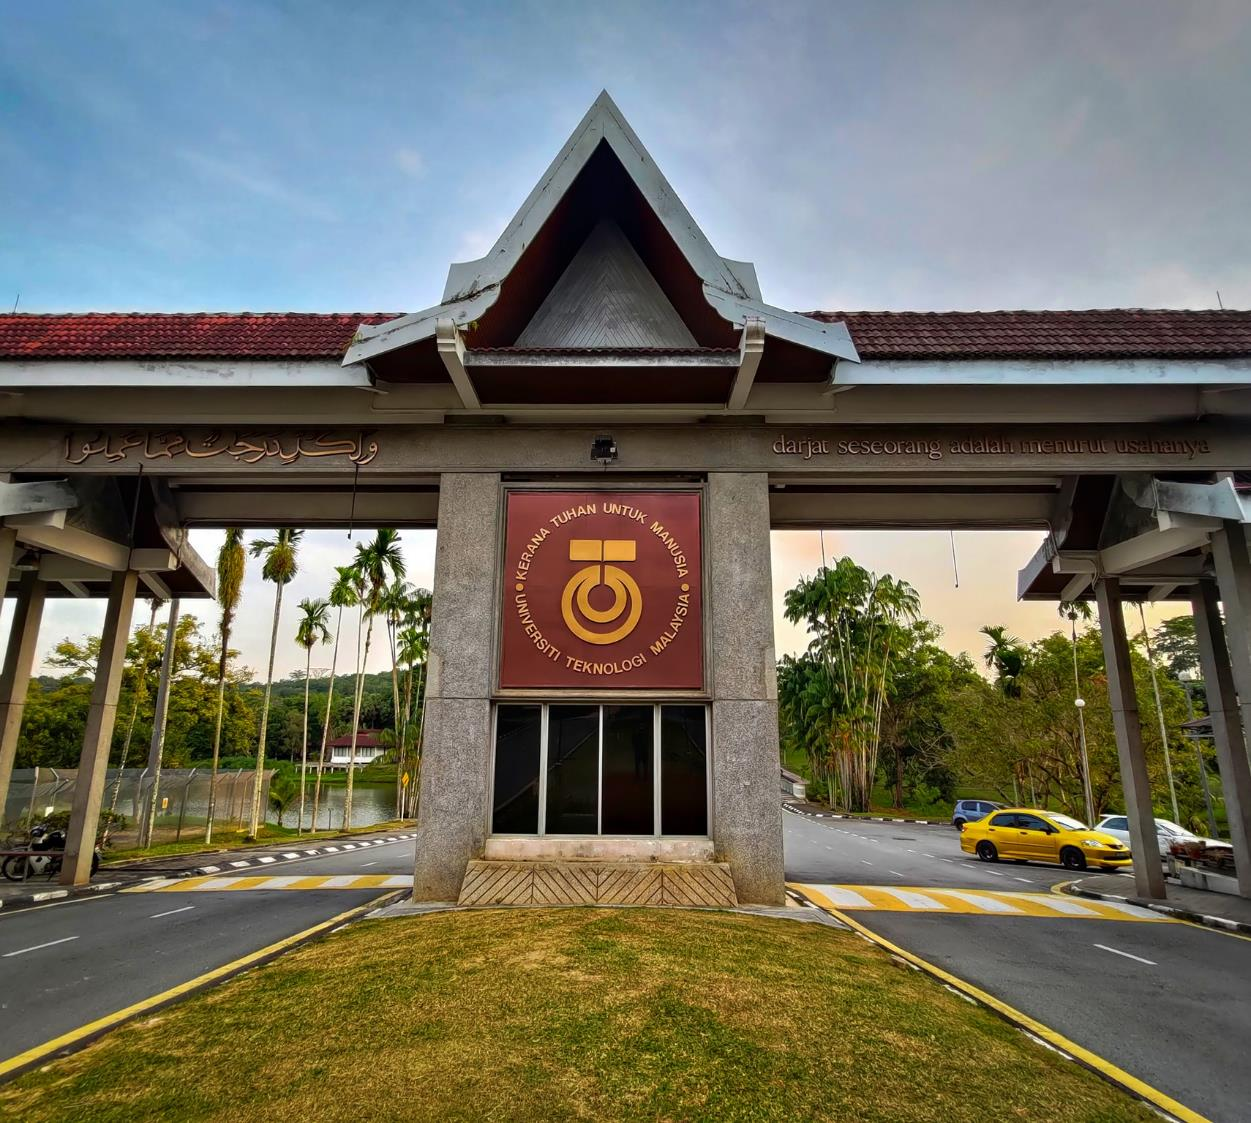 ولكل درجت مما عملوا
darjat seseorang adalah menurut usahanya
KERANA TUHAN UNTUK MANUSIA
UNIVERSITI TEKNOLOGI MALAYSIA